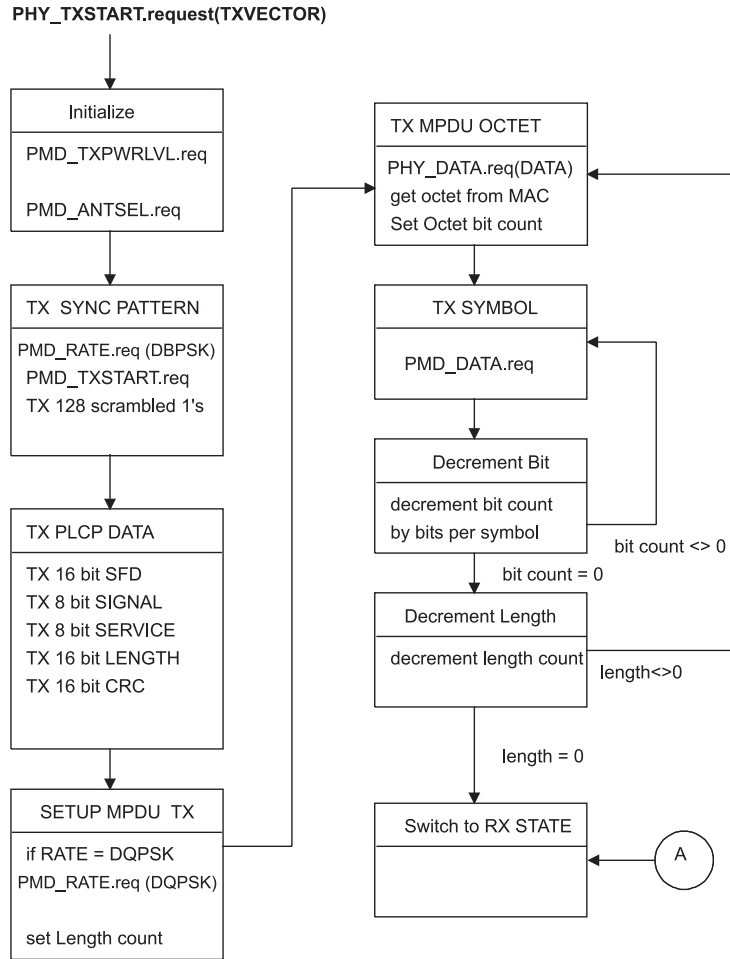 PHY_TXSTART.request(TXVECTOR)
Initialize
PMD_TXPWRLVL.req
PMD_ANTSEL.req
TX SYNC PATTERN
PMD_RATE.req (DBPSK)
PMD_TXSTART.req
TX 128 scrambled 1's
TX PLCP DATA
TX 16 bit SFD
TX 8 bit SIGNAL
TX 8 bit SERVICE
TX 16 bit LENGTH
TX 16 bit CRC
SETUP MPDU TX
if RATE = DQPSK
PMD_RATE.req (DQPSK)
set Length count
TX MPDU OCTET
PHY_DATA.req(DATA)
get octet from MAC
Set Octet bit count
TX SYMBOL
PMD_DATA.req
Decrement Bit
decrement bit count
by bits per symbol
bit count <> 0
bit count = 0
Decrement Length
decrement length count
length<>0
length = 0
Switch to RX STATE
A